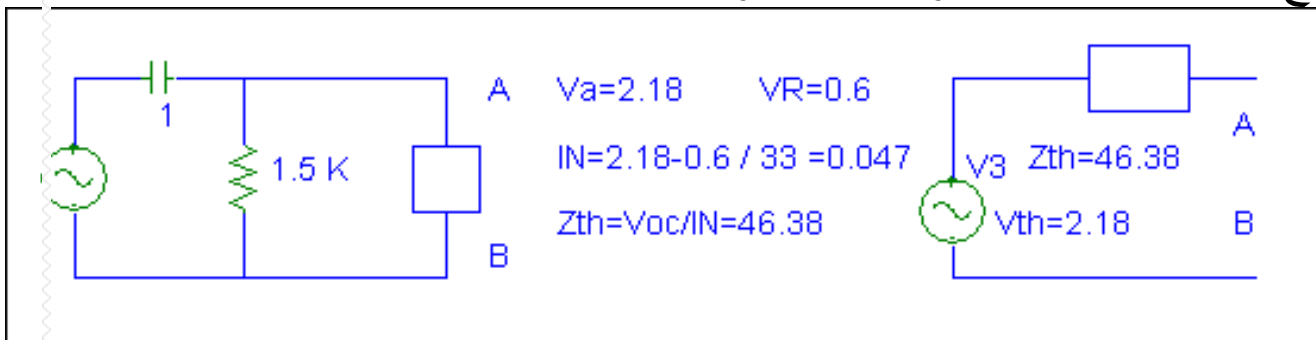 A Va=2.18 VR=0.6
1
A
IN=2.18-0.6 / 33 =0.047
1.5 K
V3 Zth=46.38
Zth=Voc/IN=46.38
Vth=2.18 B
B